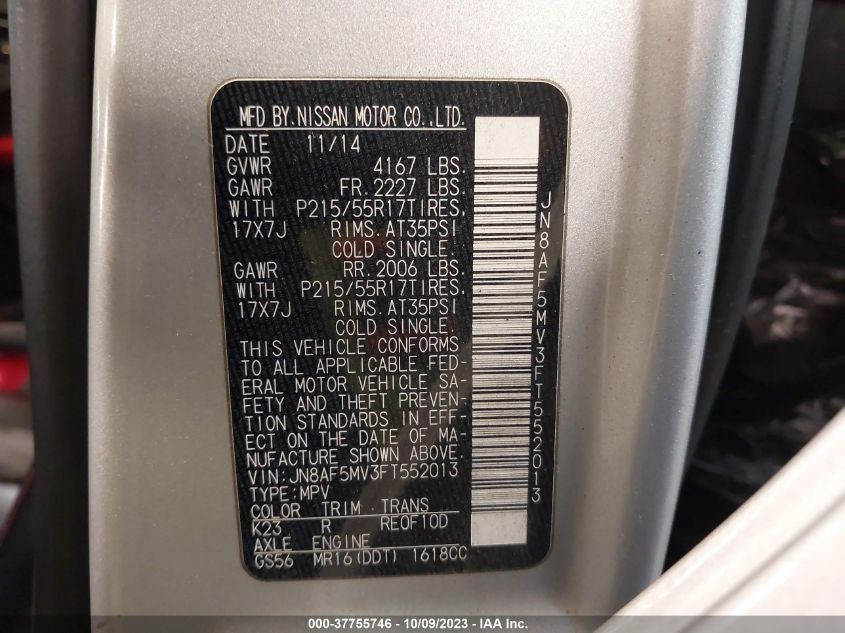 MFD BY NISSAN MOTOR CO.,LTD.
DATE 11/14
GVWR 4167 LBS.
GAWR FR. 2227 LBS.
WITH P215/55R17TIRES,
17X7J RIMS. AT35PSI
COLD SINGLE.
GAWR RR. 2006 LBS.
WITH P215/55R17TIRES,
17X7J RIMS. AT35PSI
COLD SINGLE.
THIS VEHICLE CONFORMS
TO ALL APPLICABLE FED-
ERAL MOTOR VEHICLE SA-
FETY AND THEFT PREVEN-
TION STANDARDS IN EFF-
ECT ON THE DATE OF MA-
NUFACTURE SHOWN ABOVE.
VIN:JN8AF5MV3FT552013
TYPE:MPV
COLOR TRIM TRANS
K23 R REOF10D
AXLE ENGINE
GS56 MR16(DDT) 1618CC
JN8AF5MV3FT552013
000-37755746 - 10/09/2023 - IAA Inc.